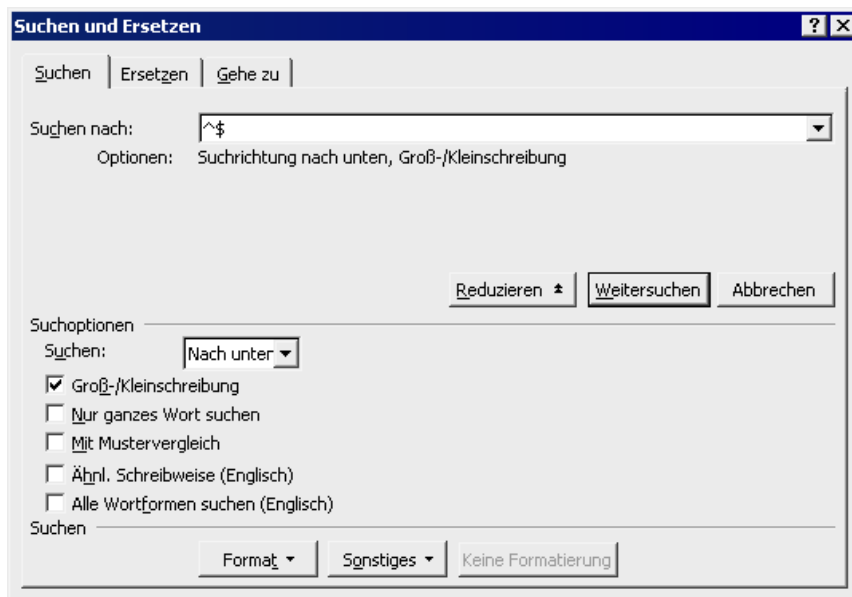 Suchen und Ersetzen
Suchen Ersetzen Gehe zu
Suchen nach: ^$
Optionen: Suchrichtung nach unten, Groß-/Kleinschreibung
Reduzieren Weitersuchen Abbrechen
Suchoptionen
Suchen: Nach unter
Groß-/Kleinschreibung
Nur ganzes Wort suchen
Mit Mustervergleich
Ähnl. Schreibweise (Englisch)
Alle Wortformen suchen (Englisch)
Suchen
Format Sonstiges Keine Formatierung